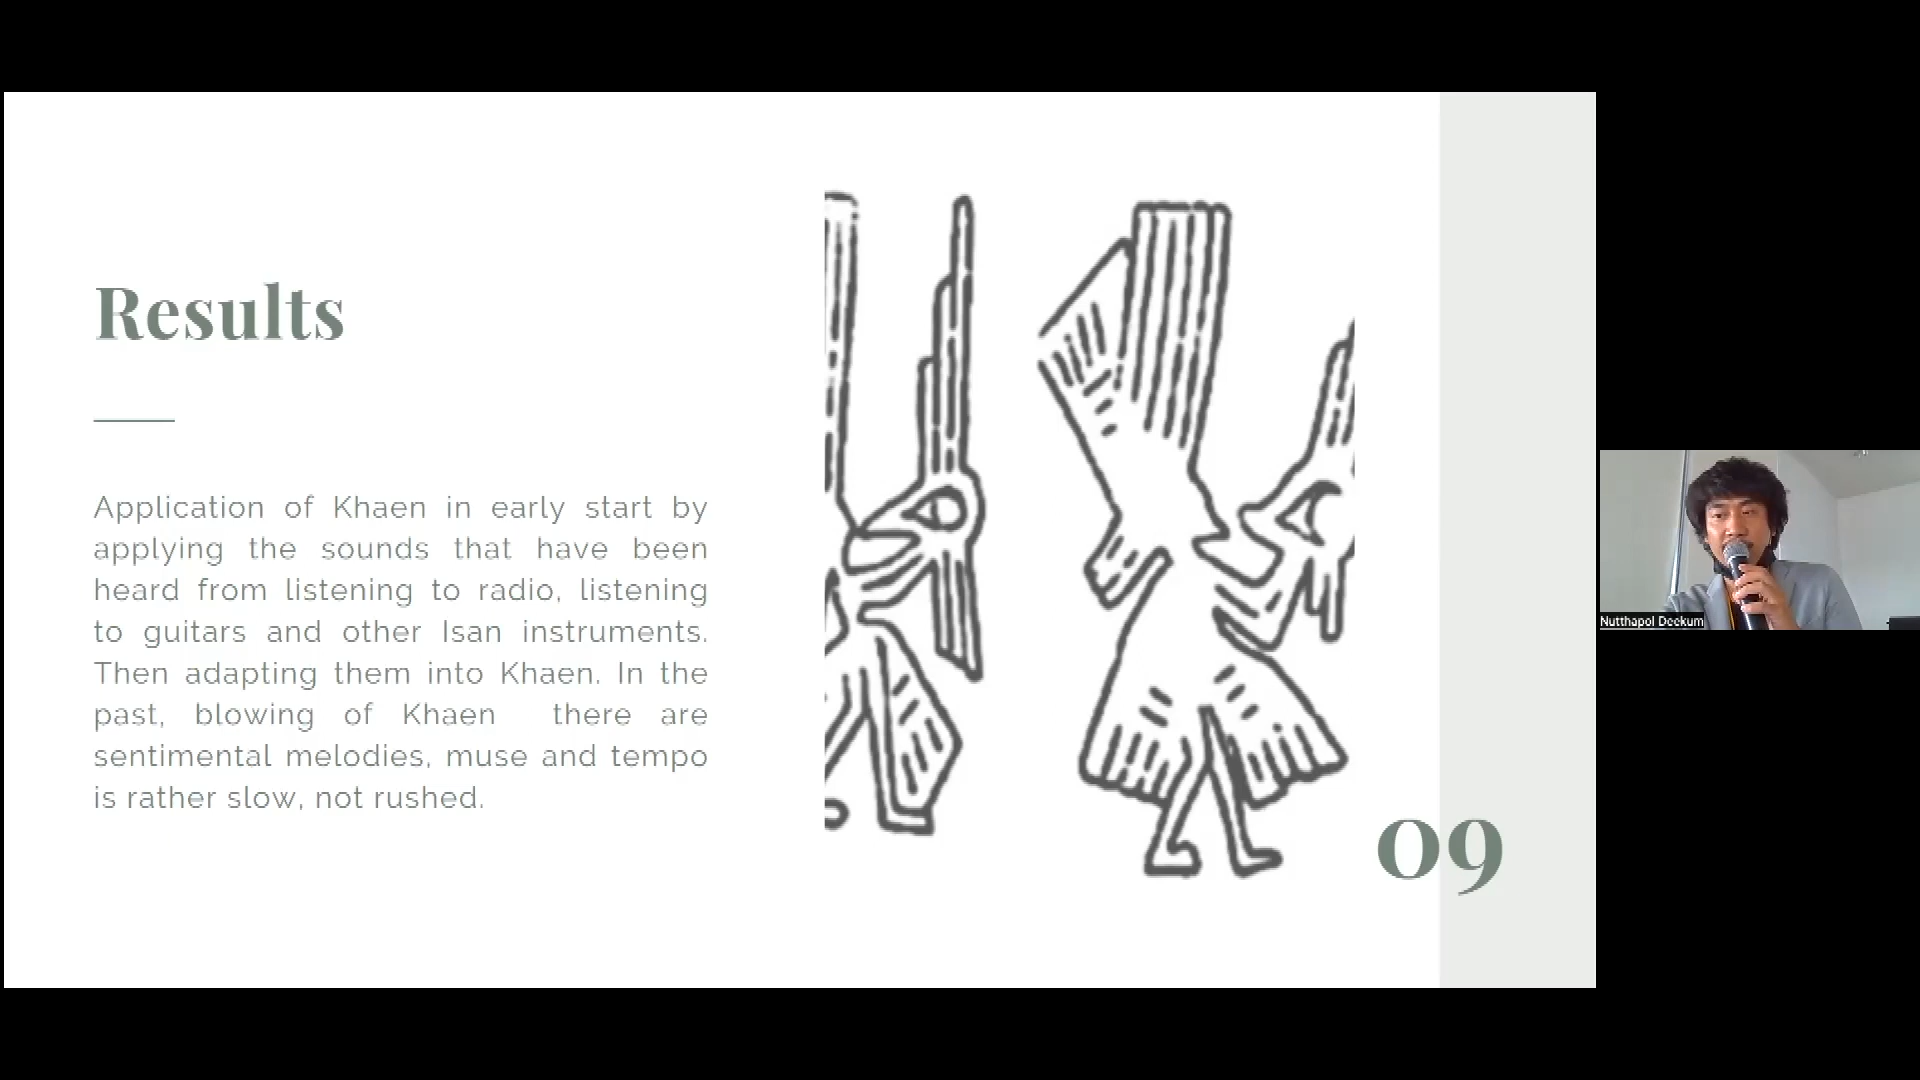 Results
Application of Khaen in early start by
applying the sounds that have been
heard from listening to radio, listening
to guitars and other Isan instruments.
Then adapting them into Khaen. In the
past, blowing of Khaen there are
sentimental melodies, muse and tempo
is rather slow, not rushed.
09
Nutthapol Deekum